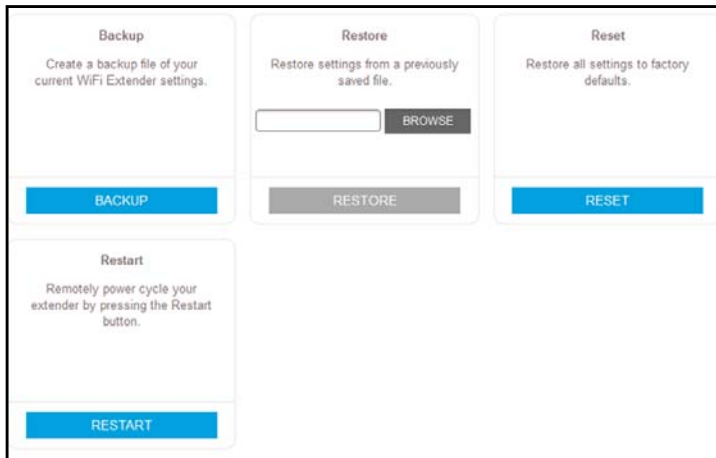 Backup
Create a backup file of your
current WiFi Extender settings.
BACKUP
Restore
Restore settings from a previously
saved file.
BROWSE
RESTORE
Reset
Restore all settings to factory
defaults.
RESET
Restart
Remotely power cycle your
extender by pressing the Restart
button.
RESTART